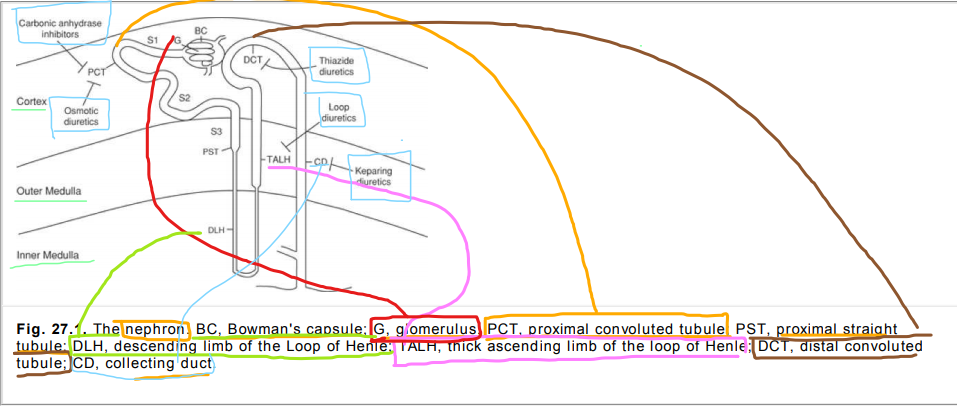 Carbonic anhydrase
inhibitors
S1
G
BC
PCT
DCT
Thiazide
diuretics
Cortex
Osmotic
diuretics
S2
Loop
diuretics
S3
PST
TALH
CD
Keparing
diuretics
Outer Medulla
DLH
Inner Medulla
Fig. 27.1. The nephron. BC, Bowman's capsule; G, glomerulus; PCT, proximal convoluted tubule; PST, proximal straight
tubule; DLH, descending limb of the Loop of Henle; TALH, thick ascending limb of the loop of Henle; DCT, distal convoluted
tubule; CD, collecting duct